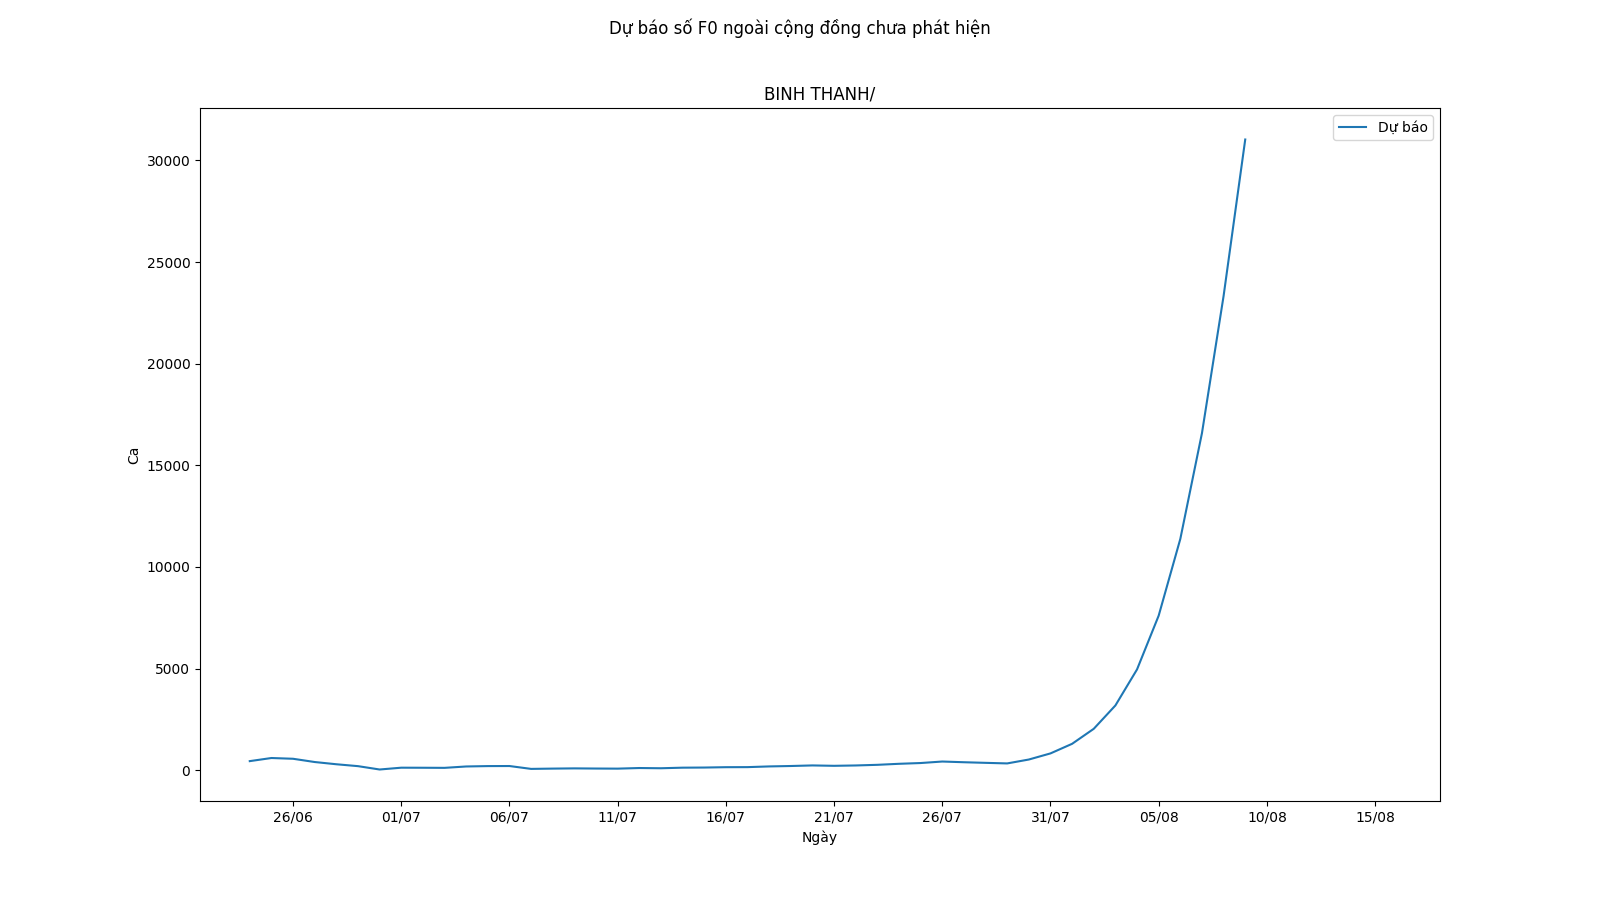 Dự báo số F0 ngoài cộng đồng chưa phát hiện
BINH THANH/
Dự báo
30000
25000
20000
15000
10000
5000
0
Ca
26/06 01/07 06/07 11/07 16/07 21/07 26/07 31/07 05/08 10/08 15/08
Ngày